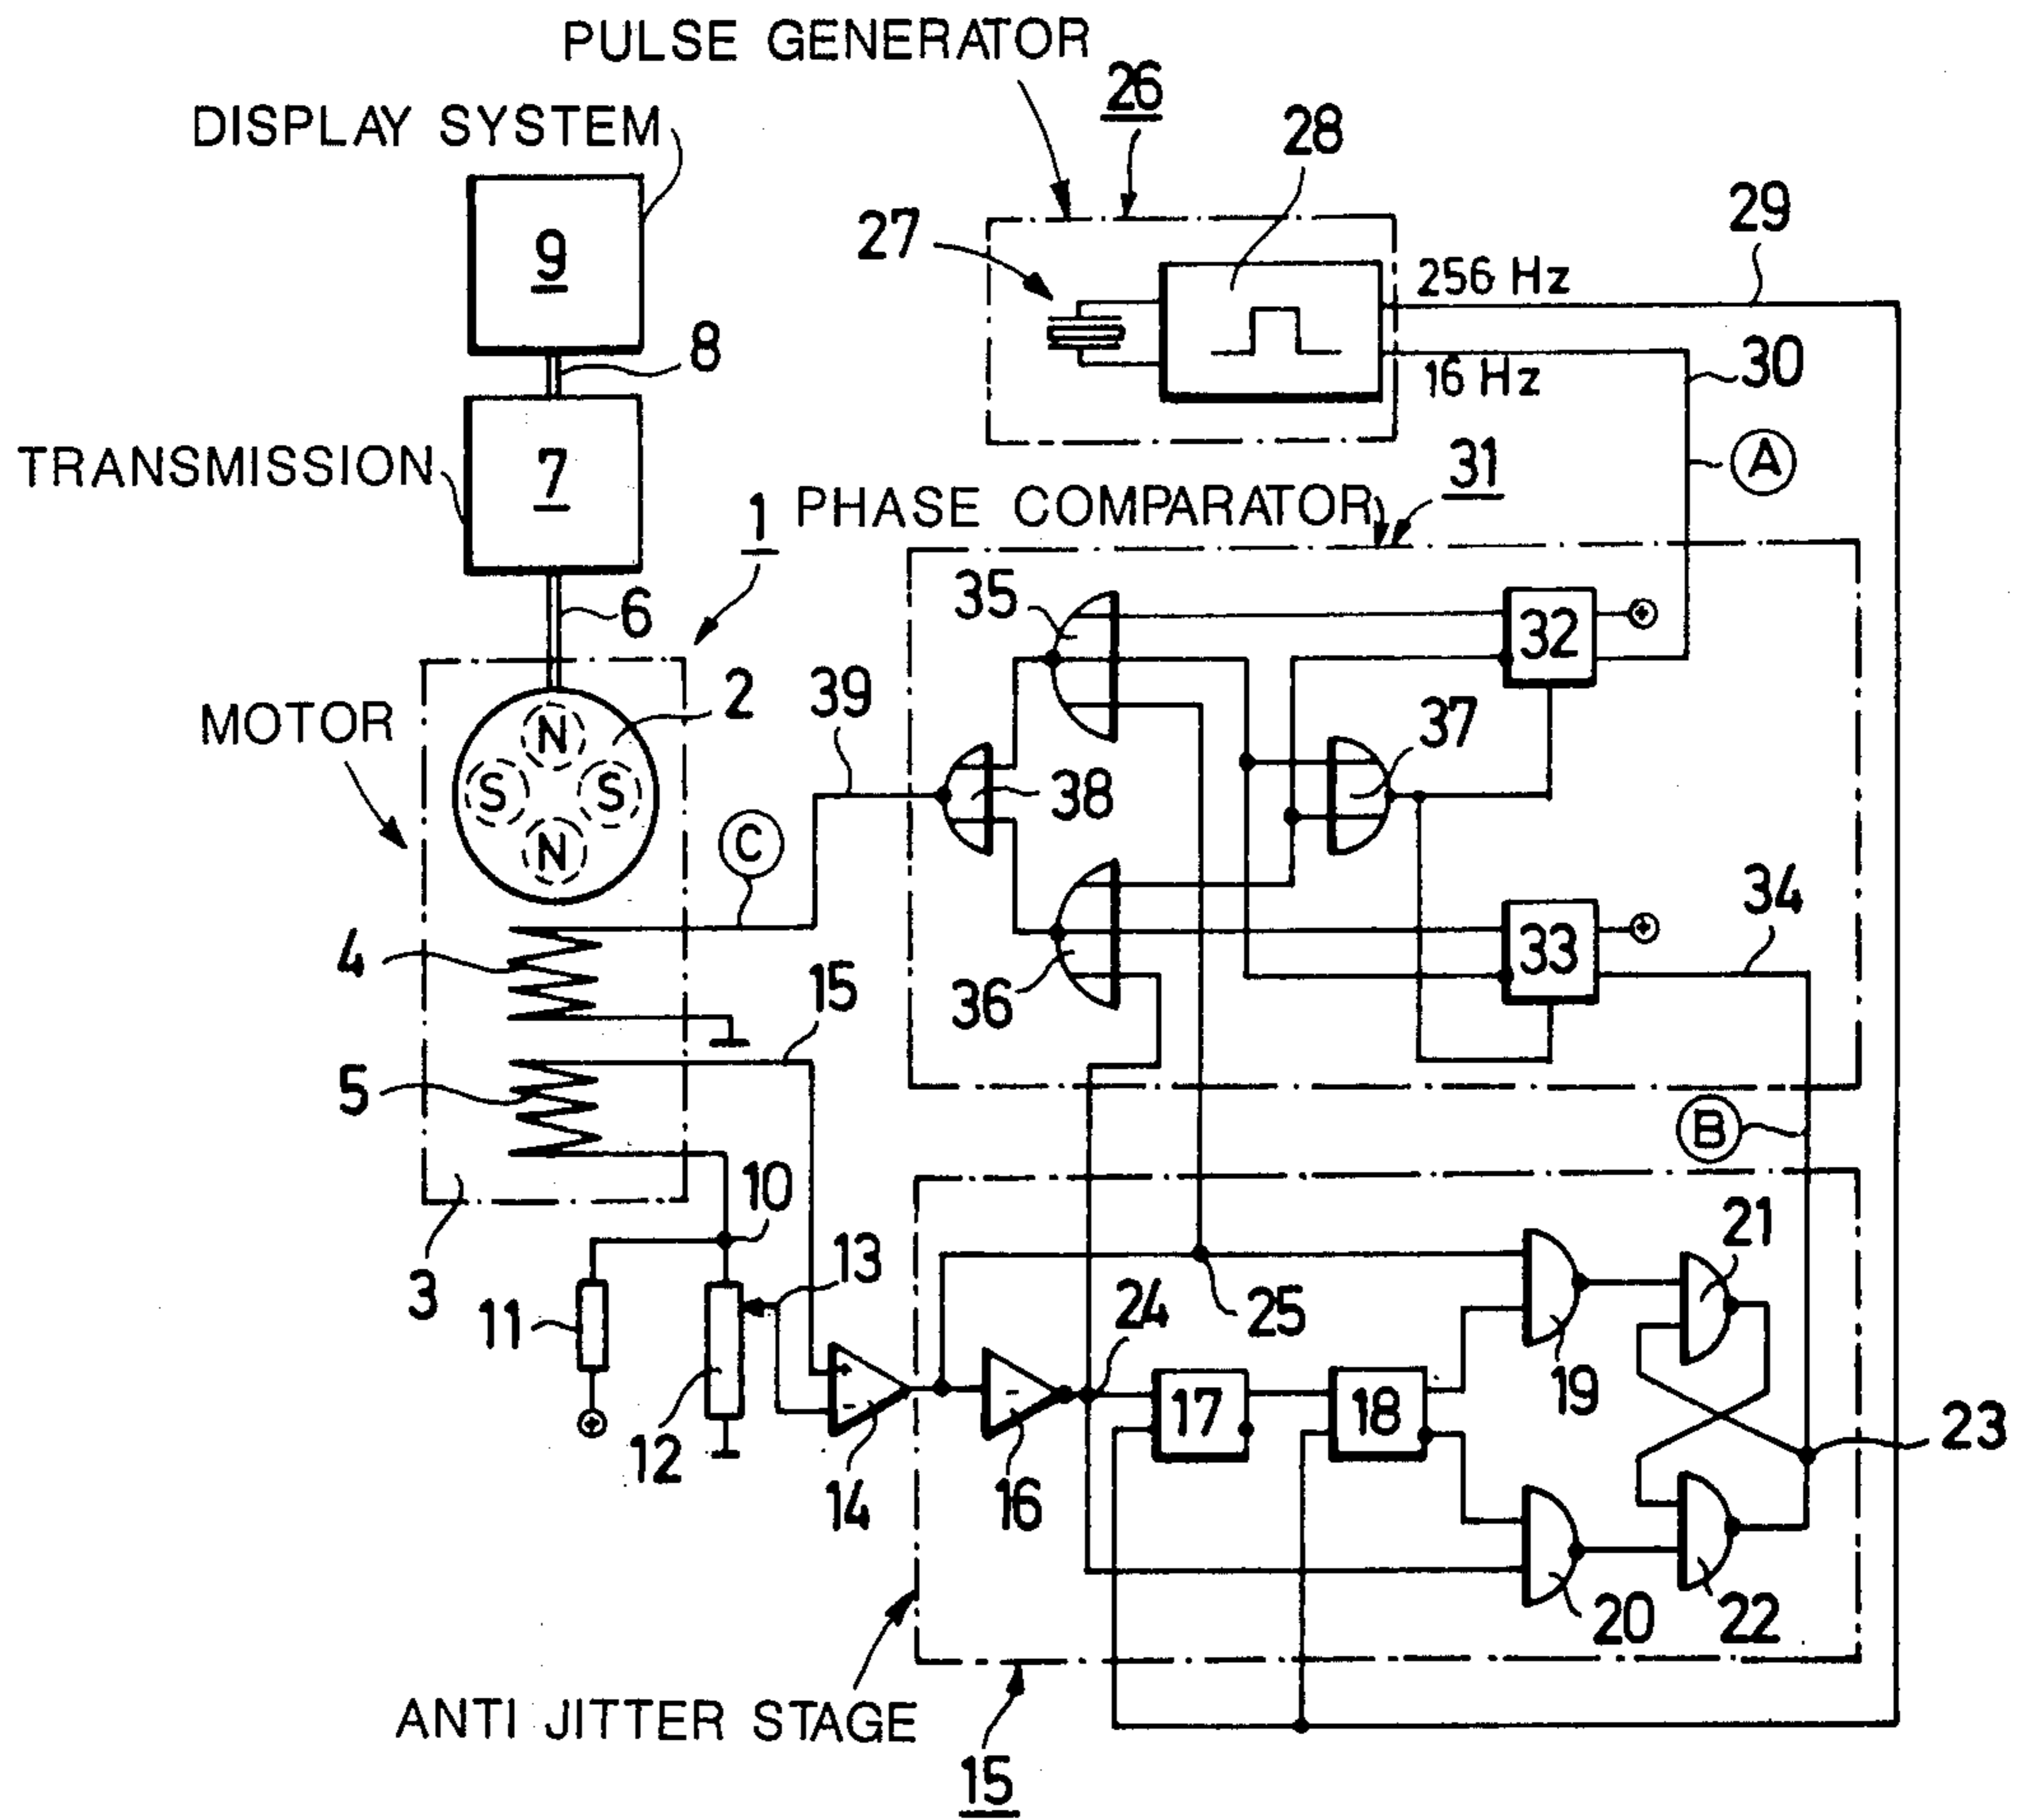 PULSE GENERATOR
26
DISPLAY SYSTEM
28
29
27
9
256 Hz
8
30
16 Hz
A
TRANSMISSION
7
1
PHASE COMPARATOR
31
35
32
6
2
39
37
MOTOR
N
S
S
N
38
C
34
33
4
36
15
5
B
10
21
13
3
11
24
25
19
17
18
23
12
14
16
20
22
ANTI JITTER STAGE
15
+
-
-